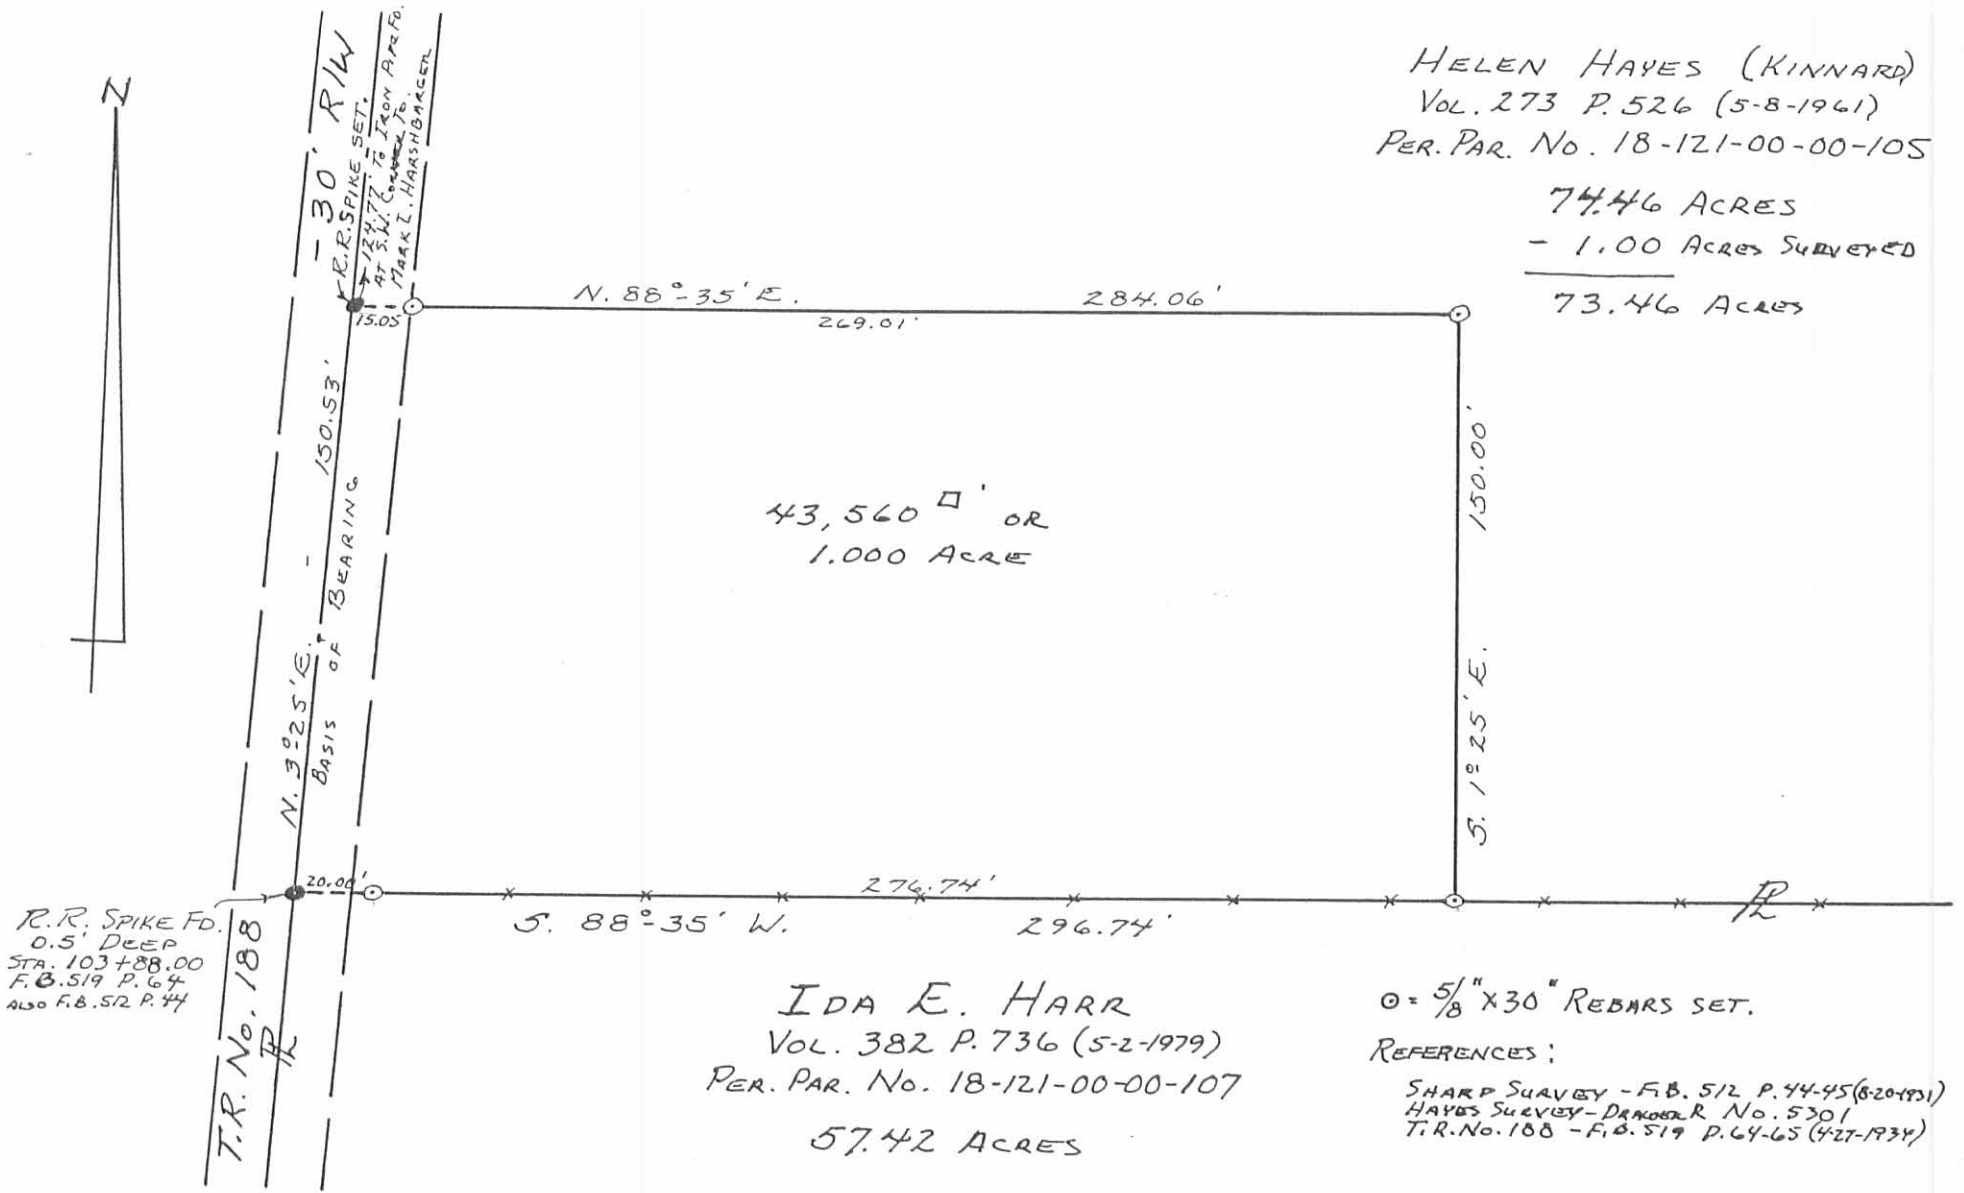 N
- 30' R/W
R.R. SPIKE SET.
124.77' TO IRON PIPE FD.
AT S.W. CORNER TO
MARK L. HARSHBARGER
HELEN HAYES (KINNARD)
VOL. 273 P. 526 (5-8-1961)
PER. PAR. NO. 18-121-00-00-105
74.46 ACRES
- 1.00 ACRES SURVEYED
73.46 ACRES
N. 88°-35' E. 284.06'
15.05
269.01'
N. 3°-25' E. - 150.53'
BASIS OF BEARING
43,560 □' OR
1.000 ACRE
S. 1°-25' E. 150.00'
20.00'
276.74'
S. 88°-35' W. 296.74'
PL
R.R. SPIKE FD.
0.5' DEEP
STA. 103+88.00
F.B. 519 P. 64
ALSO F.B. 512 P. 44
T.R. NO. 188
PL
IDA E. HARR
VOL. 382 P. 736 (5-2-1979)
PER. PAR. NO. 18-121-00-00-107
57.42 ACRES
⊙ = 5/8" X 30" REBARS SET.
REFERENCES:
SHARP SURVEY - F.B. 512 P. 44-45 (8-20-1931)
HAYES SURVEY - DRAWER R NO. 5301
T.R. NO. 188 - F.B. 519 P. 64-65 (4-27-1934)